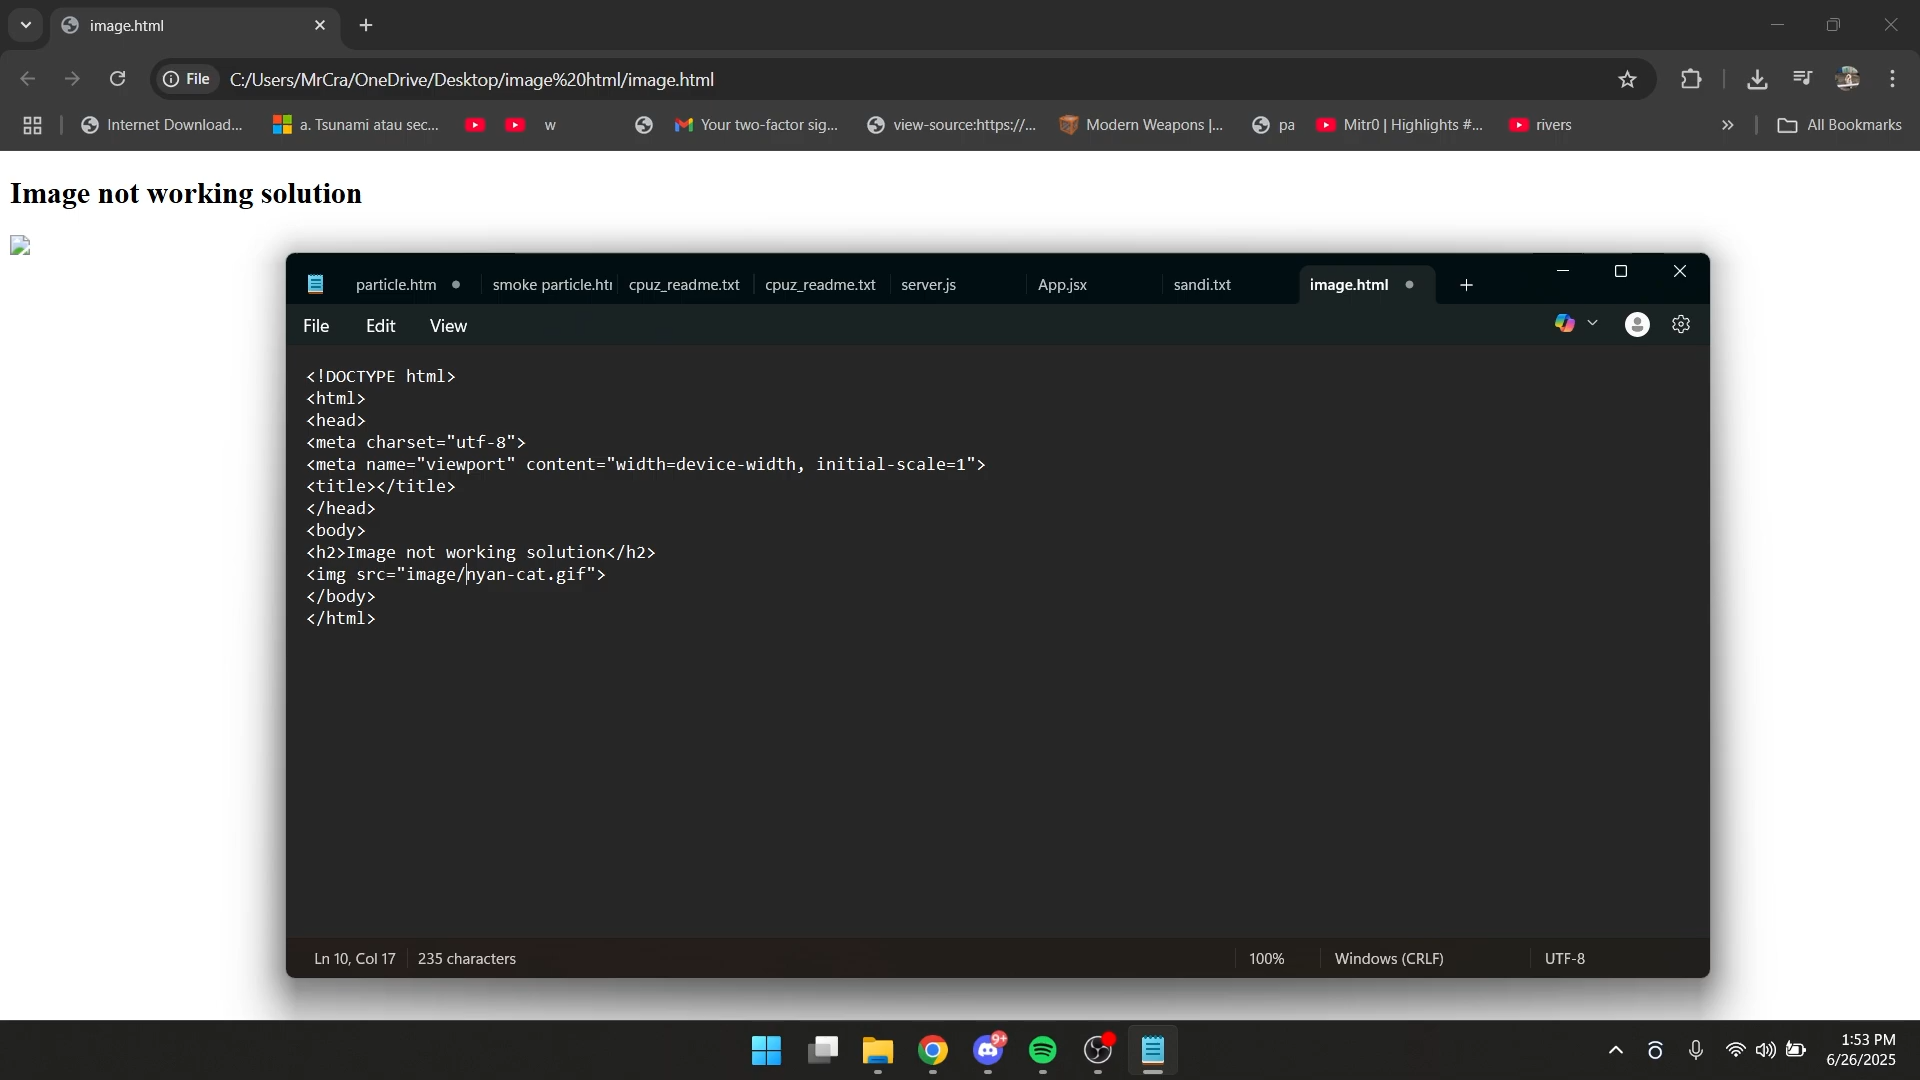 image.html
File
C:/Users/MrCra/OneDrive/Desktop/image%20html/image.html
Internet Download...
a. Tsunami atau sec...
w
Your two-factor sig...
view-source:https://...
Modern Weapons |...
pa
Mitr0 | Highlights #...
rivers
All Bookmarks
Image not working solution
particle.htm
smoke particle.htı
cpuz_readme.txt
cpuz_readme.txt
server.js
App.jsx
sandi.txt
image.html
File
Edit
View
<!DOCTYPE html>
<html>
<head>
<meta charset="utf-8">
<meta name="viewport" content="width=device-width, initial-scale=1">
<title></title>
</head>
<body>
<h2>Image not working solution</h2>
<img src="image/nyan-cat.gif">
</body>
</html>
Ln 10, Col 17
235 characters
100%
Windows (CRLF)
UTF-8
9+
1:53 PM
6/26/2025